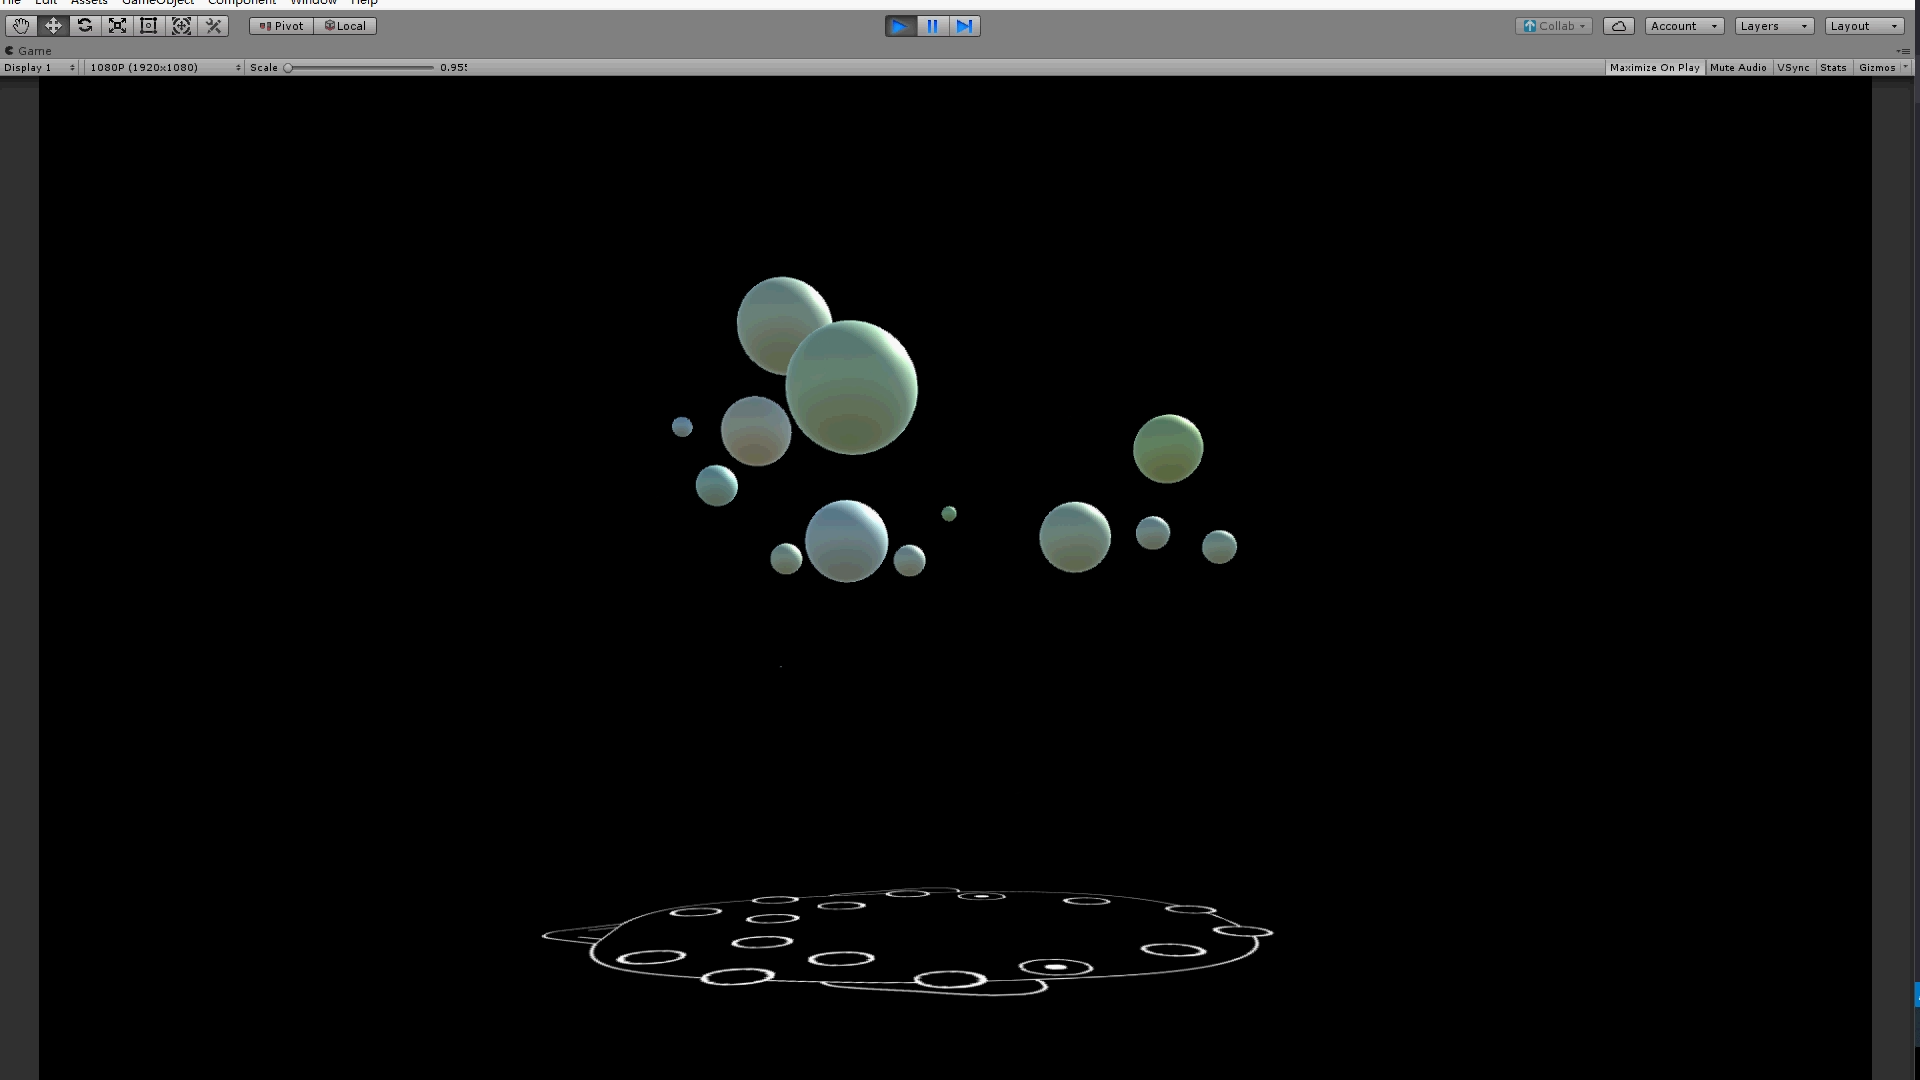 File Edit Assets GameObject Component Window Help
Pivot Local Collab Account Layers Layout
Game
Display 1 1080P (1920x1080) Scale 0.95 Maximize On Play Mute Audio VSync Stats Gizmos